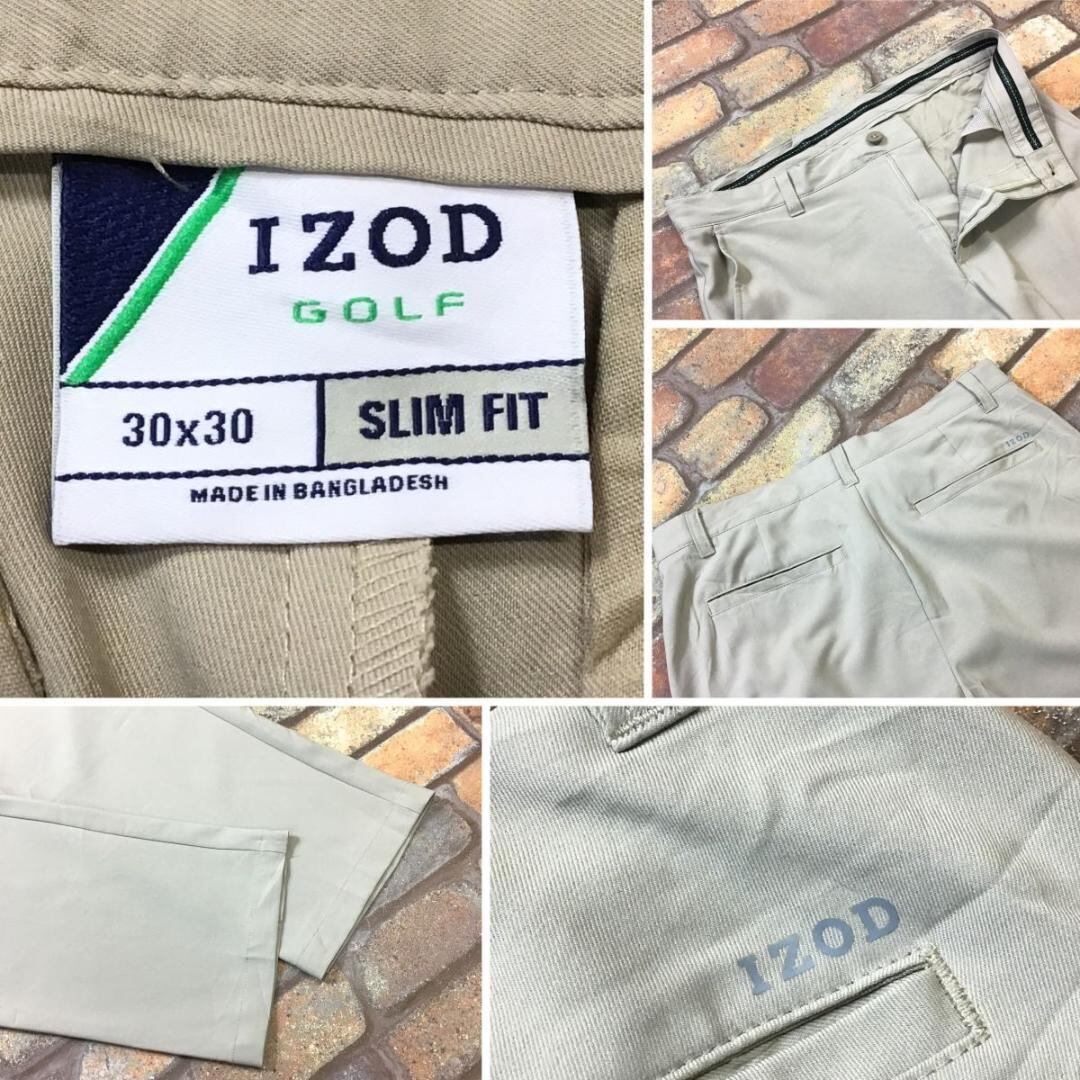 IZOD
GOLF
30x30
SLIM FIT
MADE IN BANGLADESH
IZOD
IZOD